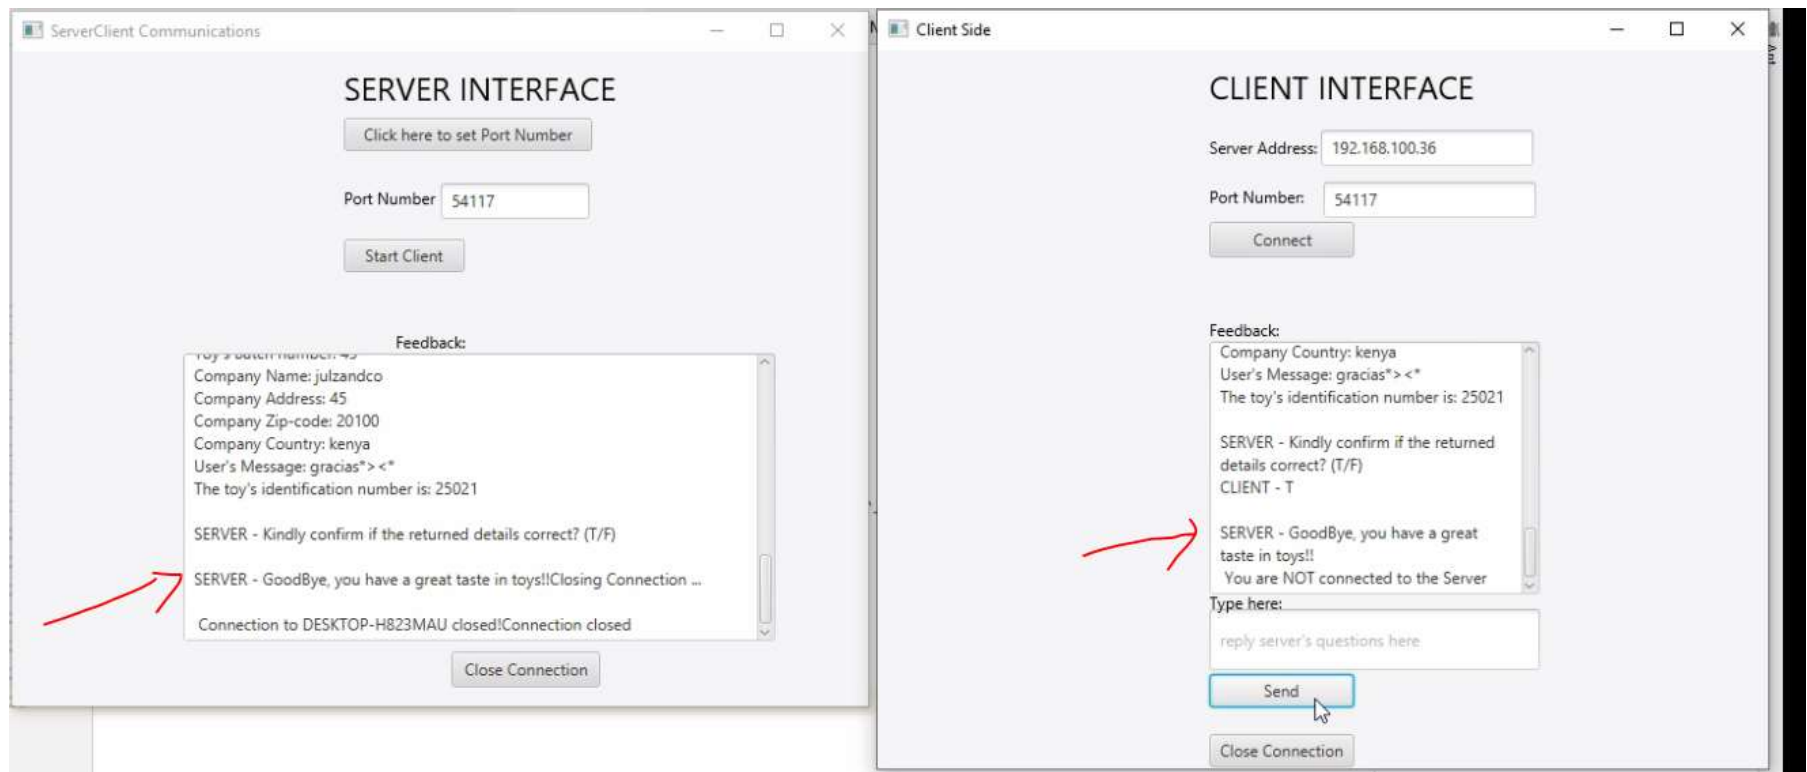 ServerClient Communications
SERVER INTERFACE
Click here to set Port Number
Port Number 54117
Start Client
Feedback:
Toy's batch number: 45
Company Name: julzandco
Company Address: 45
Company Zip-code: 20100
Company Country: kenya
User's Message: gracias*><*
The toy's identification number is: 25021
SERVER - Kindly confirm if the returned details correct? (T/F)
SERVER - GoodBye, you have a great taste in toys!!Closing Connection ...
Connection to DESKTOP-H823MAU closed!Connection closed
Close Connection
Client Side
CLIENT INTERFACE
Server Address: 192.168.100.36
Port Number: 54117
Connect
Feedback:
Company Country: kenya
User's Message: gracias*><*
The toy's identification number is: 25021
SERVER - Kindly confirm if the returned
details correct? (T/F)
CLIENT - T
SERVER - GoodBye, you have a great
taste in toys!!
You are NOT connected to the Server
Type here:
reply server's questions here
Send
Close Connection